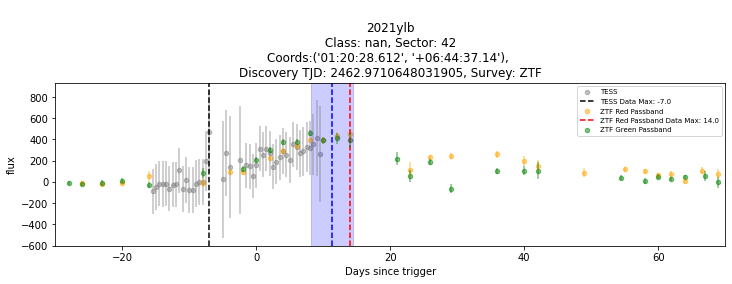 2021ylb
Class: nan, Sector: 42
Coords:('01:20:28.612', '+06:44:37.14'),
Discovery TJD: 2462.9710648031905, Survey: ZTF
TESS
TESS Data Max: -7.0
ZTF Red Passband
ZTF Red Passband Data Max: 14.0
ZTF Green Passband
800
600
400
200
0
−200
−400
−600
flux
−20
0
20
40
60
Days since trigger